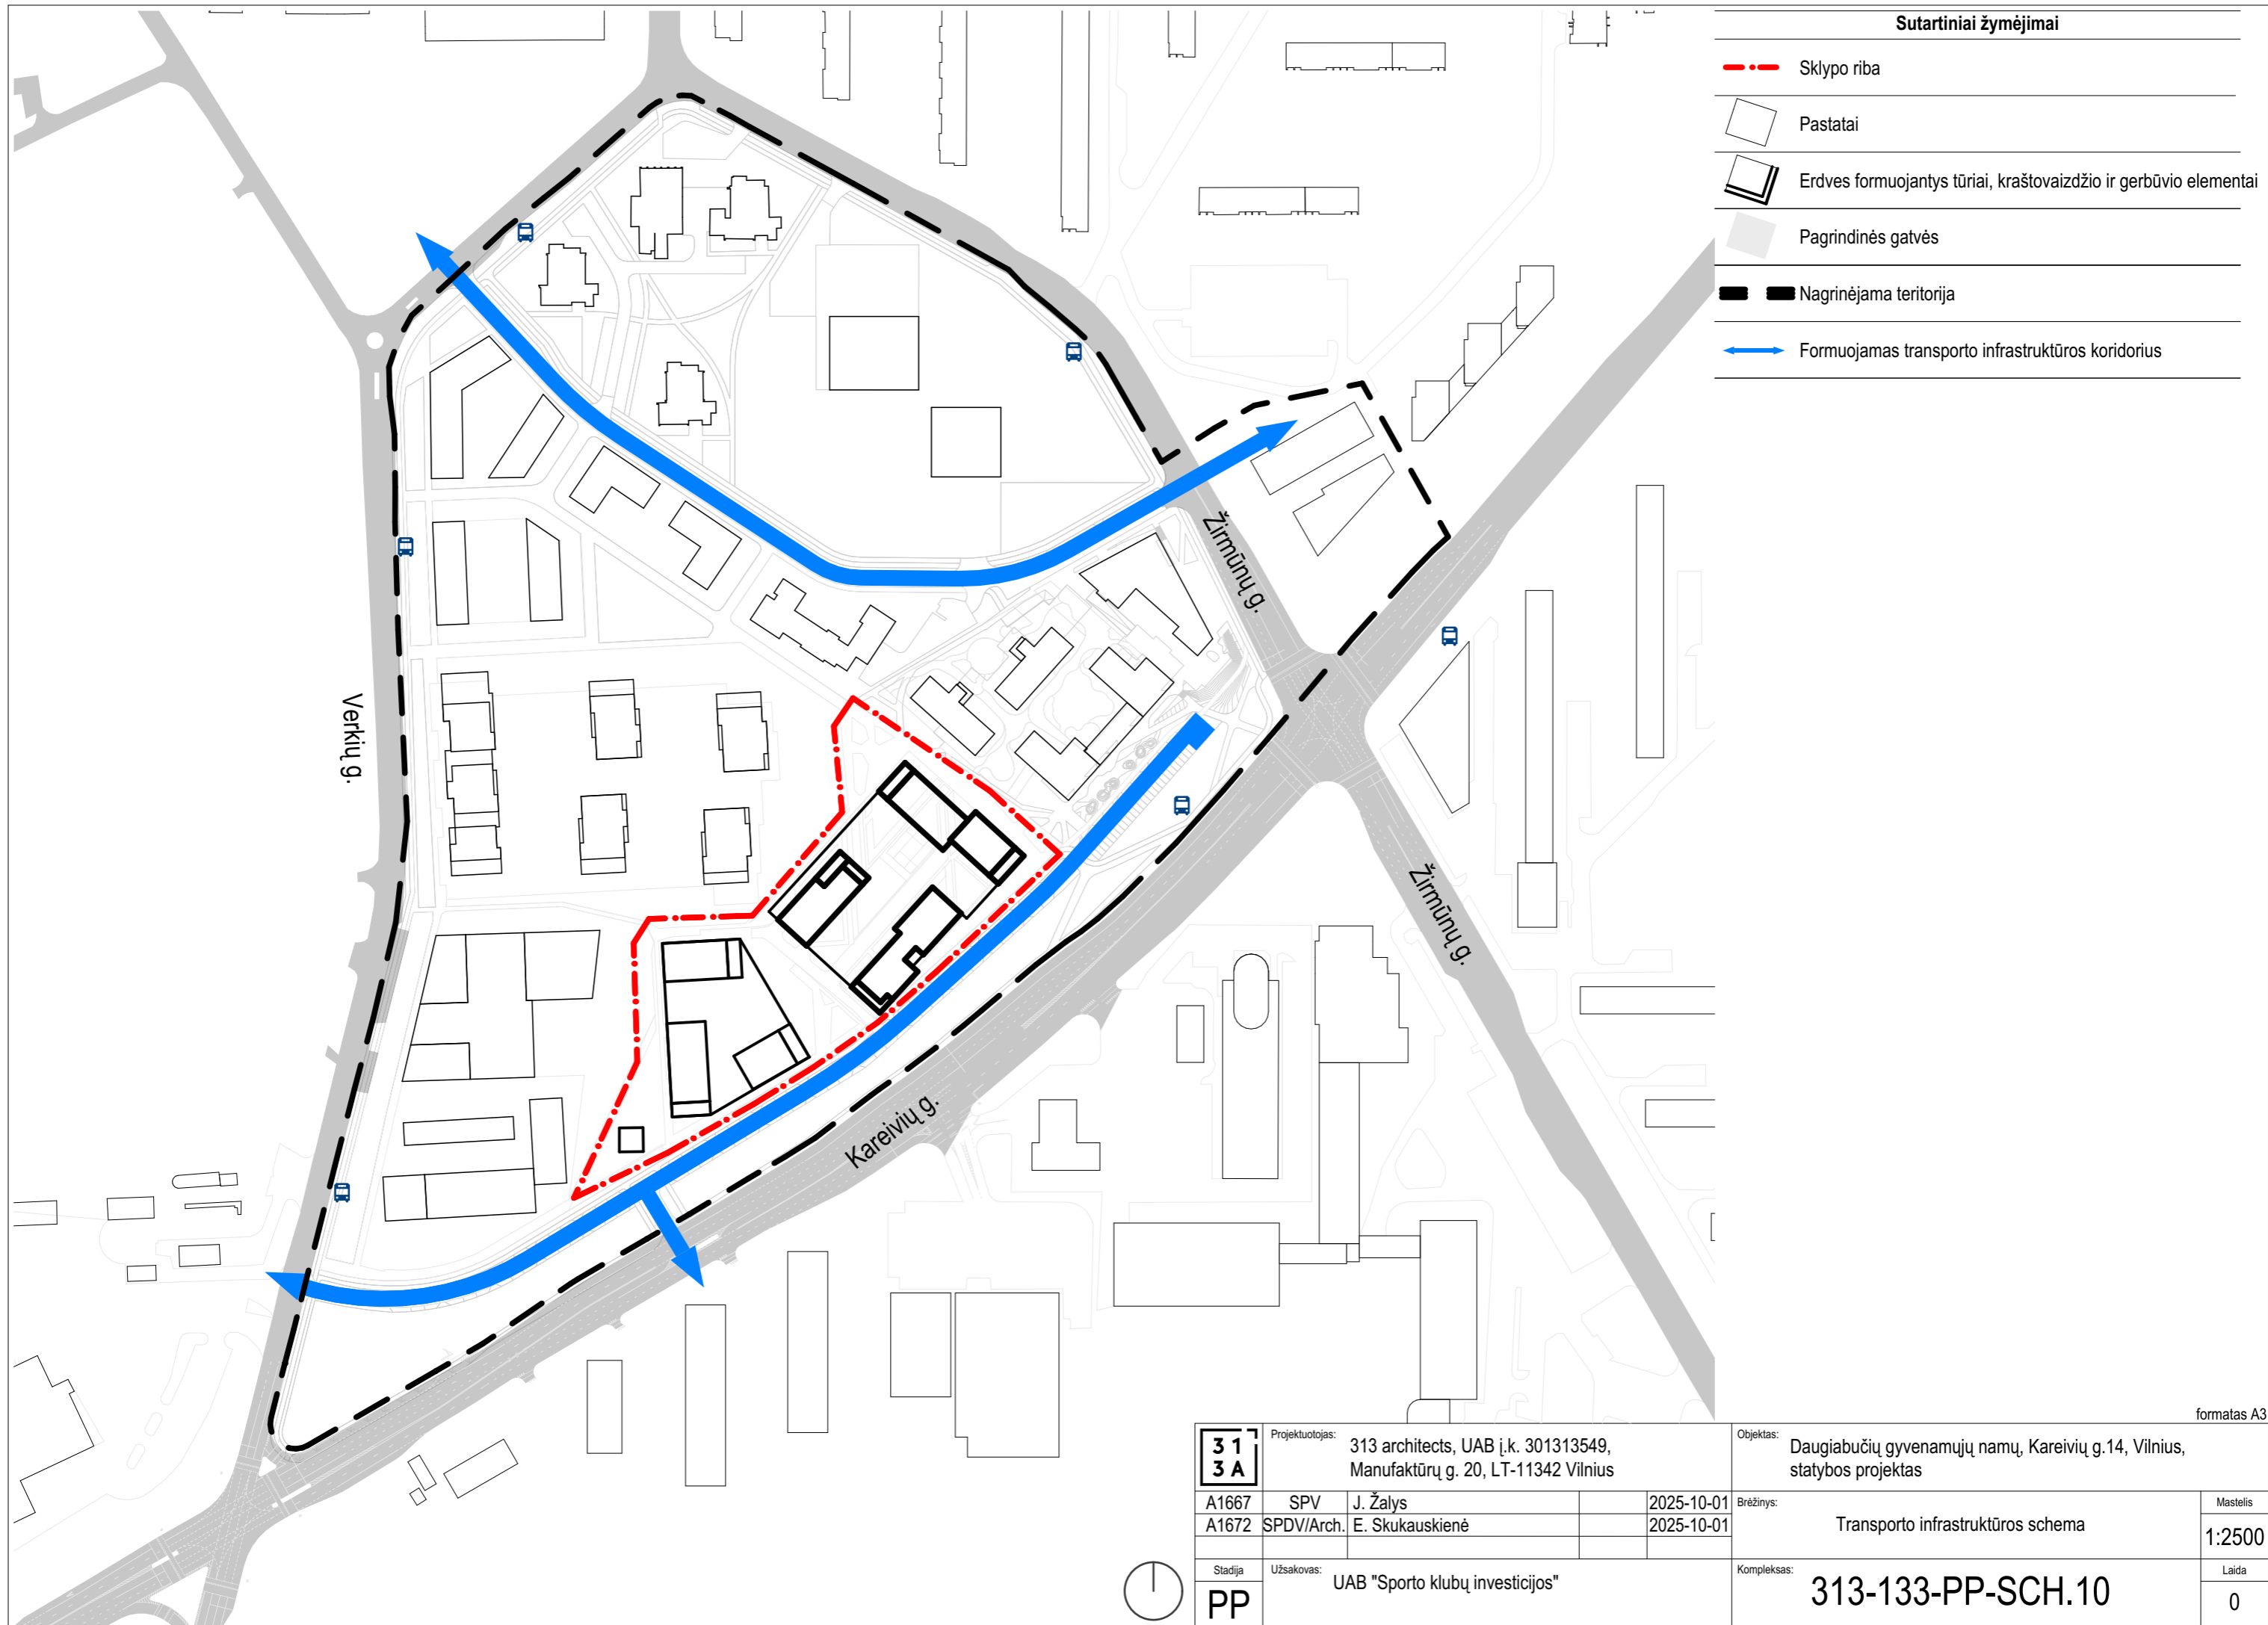 Sutartiniai žymėjimai
Sklypo riba
Pastatai
Erdves formuojantys tūriai, kraštovaizdžio ir gerbūvio elementai
Pagrindinės gatvės
Nagrinėjama teritorija
Formuojamas transporto infrastruktūros koridorius
Žirmūnų g.
Verkių g.
Žirmūnų g.
Kareivių g.
formatas A3
31
3A
Projektuotojas:
313 architects, UAB į.k. 301313549,
Manufaktūrų g. 20, LT-11342 Vilnius
Objektas:
Daugiabučių gyvenamųjų namų, Kareivių g.14, Vilnius,
statybos projektas
A1667 SPV J. Žalys 2025-10-01
A1672 SPDV/Arch. E. Skukauskienė 2025-10-01
Brėžinys:
Transporto infrastruktūros schema
Mastelis
1:2500
Stadija
PP
Užsakovas:
UAB "Sporto klubų investicijos"
Kompleksas:
313-133-PP-SCH.10
Laida
0